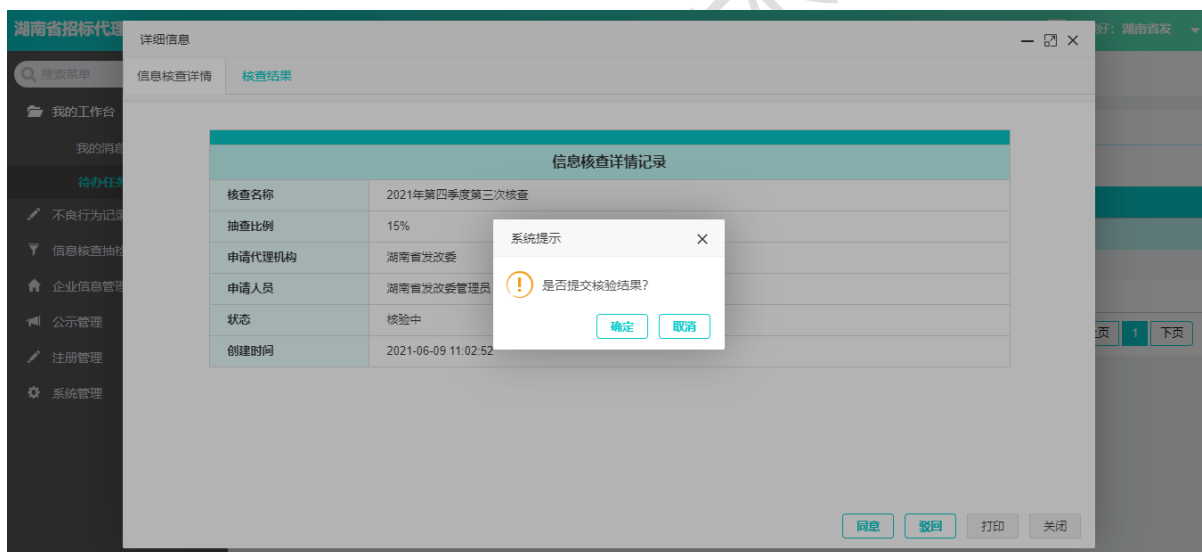 湖南省招标代理
好：湖南省发
详细信息
搜索菜单
信息核查详情 核查结果
我的工作台
我的消息
待办任务
不良行为记录
信息核查抽检
企业信息管理
公示管理
注册管理
系统管理
信息核查详情记录
核查名称 2021年第四季度第三次核查
抽查比例 15%
申请代理机构 湖南省发改委
申请人员 湖南省发改委管理员
状态 核验中
创建时间 2021-06-09 11:02:52
系统提示
是否提交核验结果?
确定 取消
页 1 下页
同意 驳回 打印 关闭